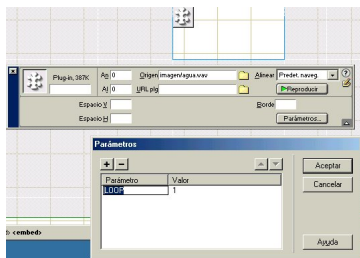 Plug-in, 387K An 0 Origen imagen/agua.wav Alinear Predet. naveg.
Al 0 URL plg Reproducir
Espacio V Borde
Espacio H Parámetros...
Parámetros
Aceptar
Parámetro Valor
Cancelar
LOOP 1
<embed>
Ayuda